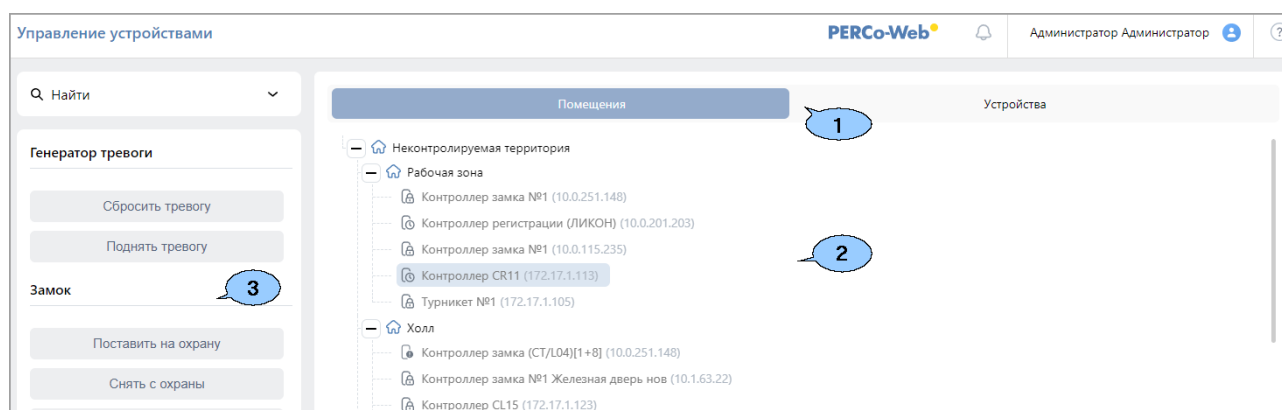 Управление устройствами
PERCo-Web
Администратор Администратор
?
Найти
Помещения
Устройства
1
Генератор тревоги
Сбросить тревогу
Поднять тревогу
Замок
3
Поставить на охрану
Снять с охраны
Неконтролируемая территория
Рабочая зона
Контроллер замка №1 (10.0.251.148)
Контроллер регистрации (ЛИКОН) (10.0.201.203)
Контроллер замка №1 (10.0.115.235)
2
Контроллер CR11 (172.17.1.113)
Турникет №1 (172.17.1.105)
Холл
Контроллер замка (CT/L04)[1+8] (10.0.251.148)
Контроллер замка №1 Железная дверь нов (10.1.63.22)
Контроллер CL15 (172.17.1.123)